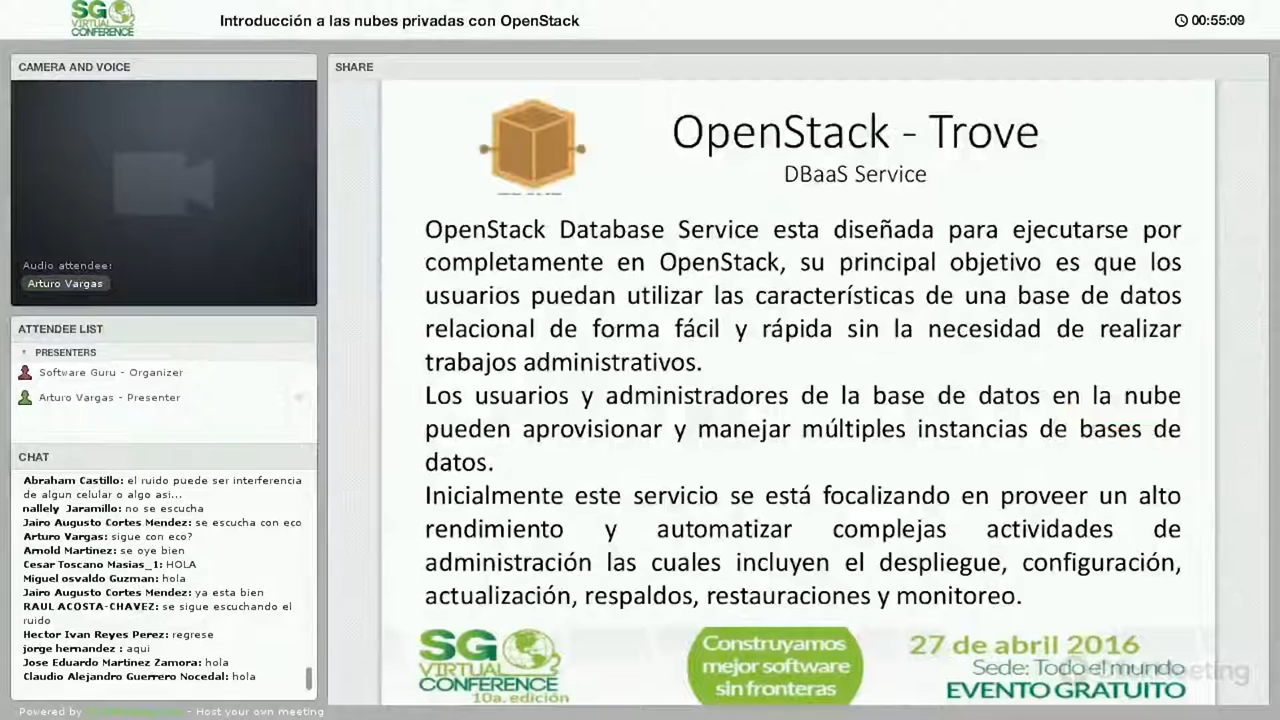 SG
VIRTUAL
CONFERENCE
Introducción a las nubes privadas con OpenStack
00:55:09
CAMERA AND VOICE
Audio attendee:
Arturo Vargas
ATTENDEE LIST
PRESENTERS
Software Guru - Organizer
Arturo Vargas - Presenter
CHAT
Abraham Castillo: el ruido puede ser interferencia
de algun celular o algo asi...
nallely Jaramillo: no se escucha
Jairo Augusto Cortes Mendez: se escucha con eco
Arturo Vargas: sigue con eco?
Arnold Martinez: se oye bien
Cesar Toscano Masias_1: HOLA
Miguel osvaldo Guzman: hola
Jairo Augusto Cortes Mendez: ya esta bien
RAUL ACOSTA-CHAVEZ: se sigue escuchando el
ruido
Hector Ivan Reyes Perez: regrese
jorge hernandez : aqui
Jose Eduardo Martinez Zamora: hola
Claudio Alejandro Guerrero Nocedal: hola
Powered by - Host your own meeting
SHARE
OpenStack - Trove
DBaaS Service
OpenStack Database Service esta diseñada para ejecutarse por
completamente en OpenStack, su principal objetivo es que los
usuarios puedan utilizar las características de una base de datos
relacional de forma fácil y rápida sin la necesidad de realizar
trabajos administrativos.
Los usuarios y administradores de la base de datos en la nube
pueden aprovisionar y manejar múltiples instancias de bases de
datos.
Inicialmente este servicio se está focalizando en proveer un alto
rendimiento y automatizar complejas actividades de
administración las cuales incluyen el despliegue, configuración,
actualización, respaldos, restauraciones y monitoreo.
SG
VIRTUAL
CONFERENCE
10a. edición
Construyamos
mejor software
sin fronteras
27 de abril 2016
Sede: Todo el mundo
EVENTO GRATUITO